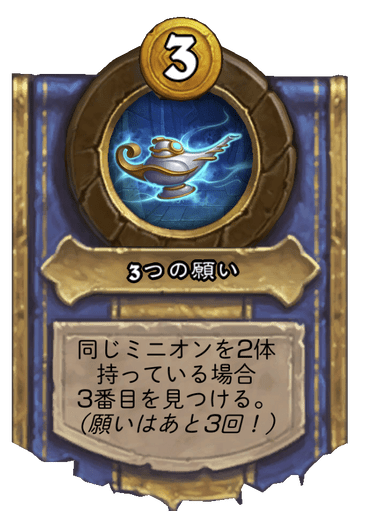 3
3つの願い
同じミニオンを2体
持っている場合
3番目を見つける。
(願いはあと3回!)